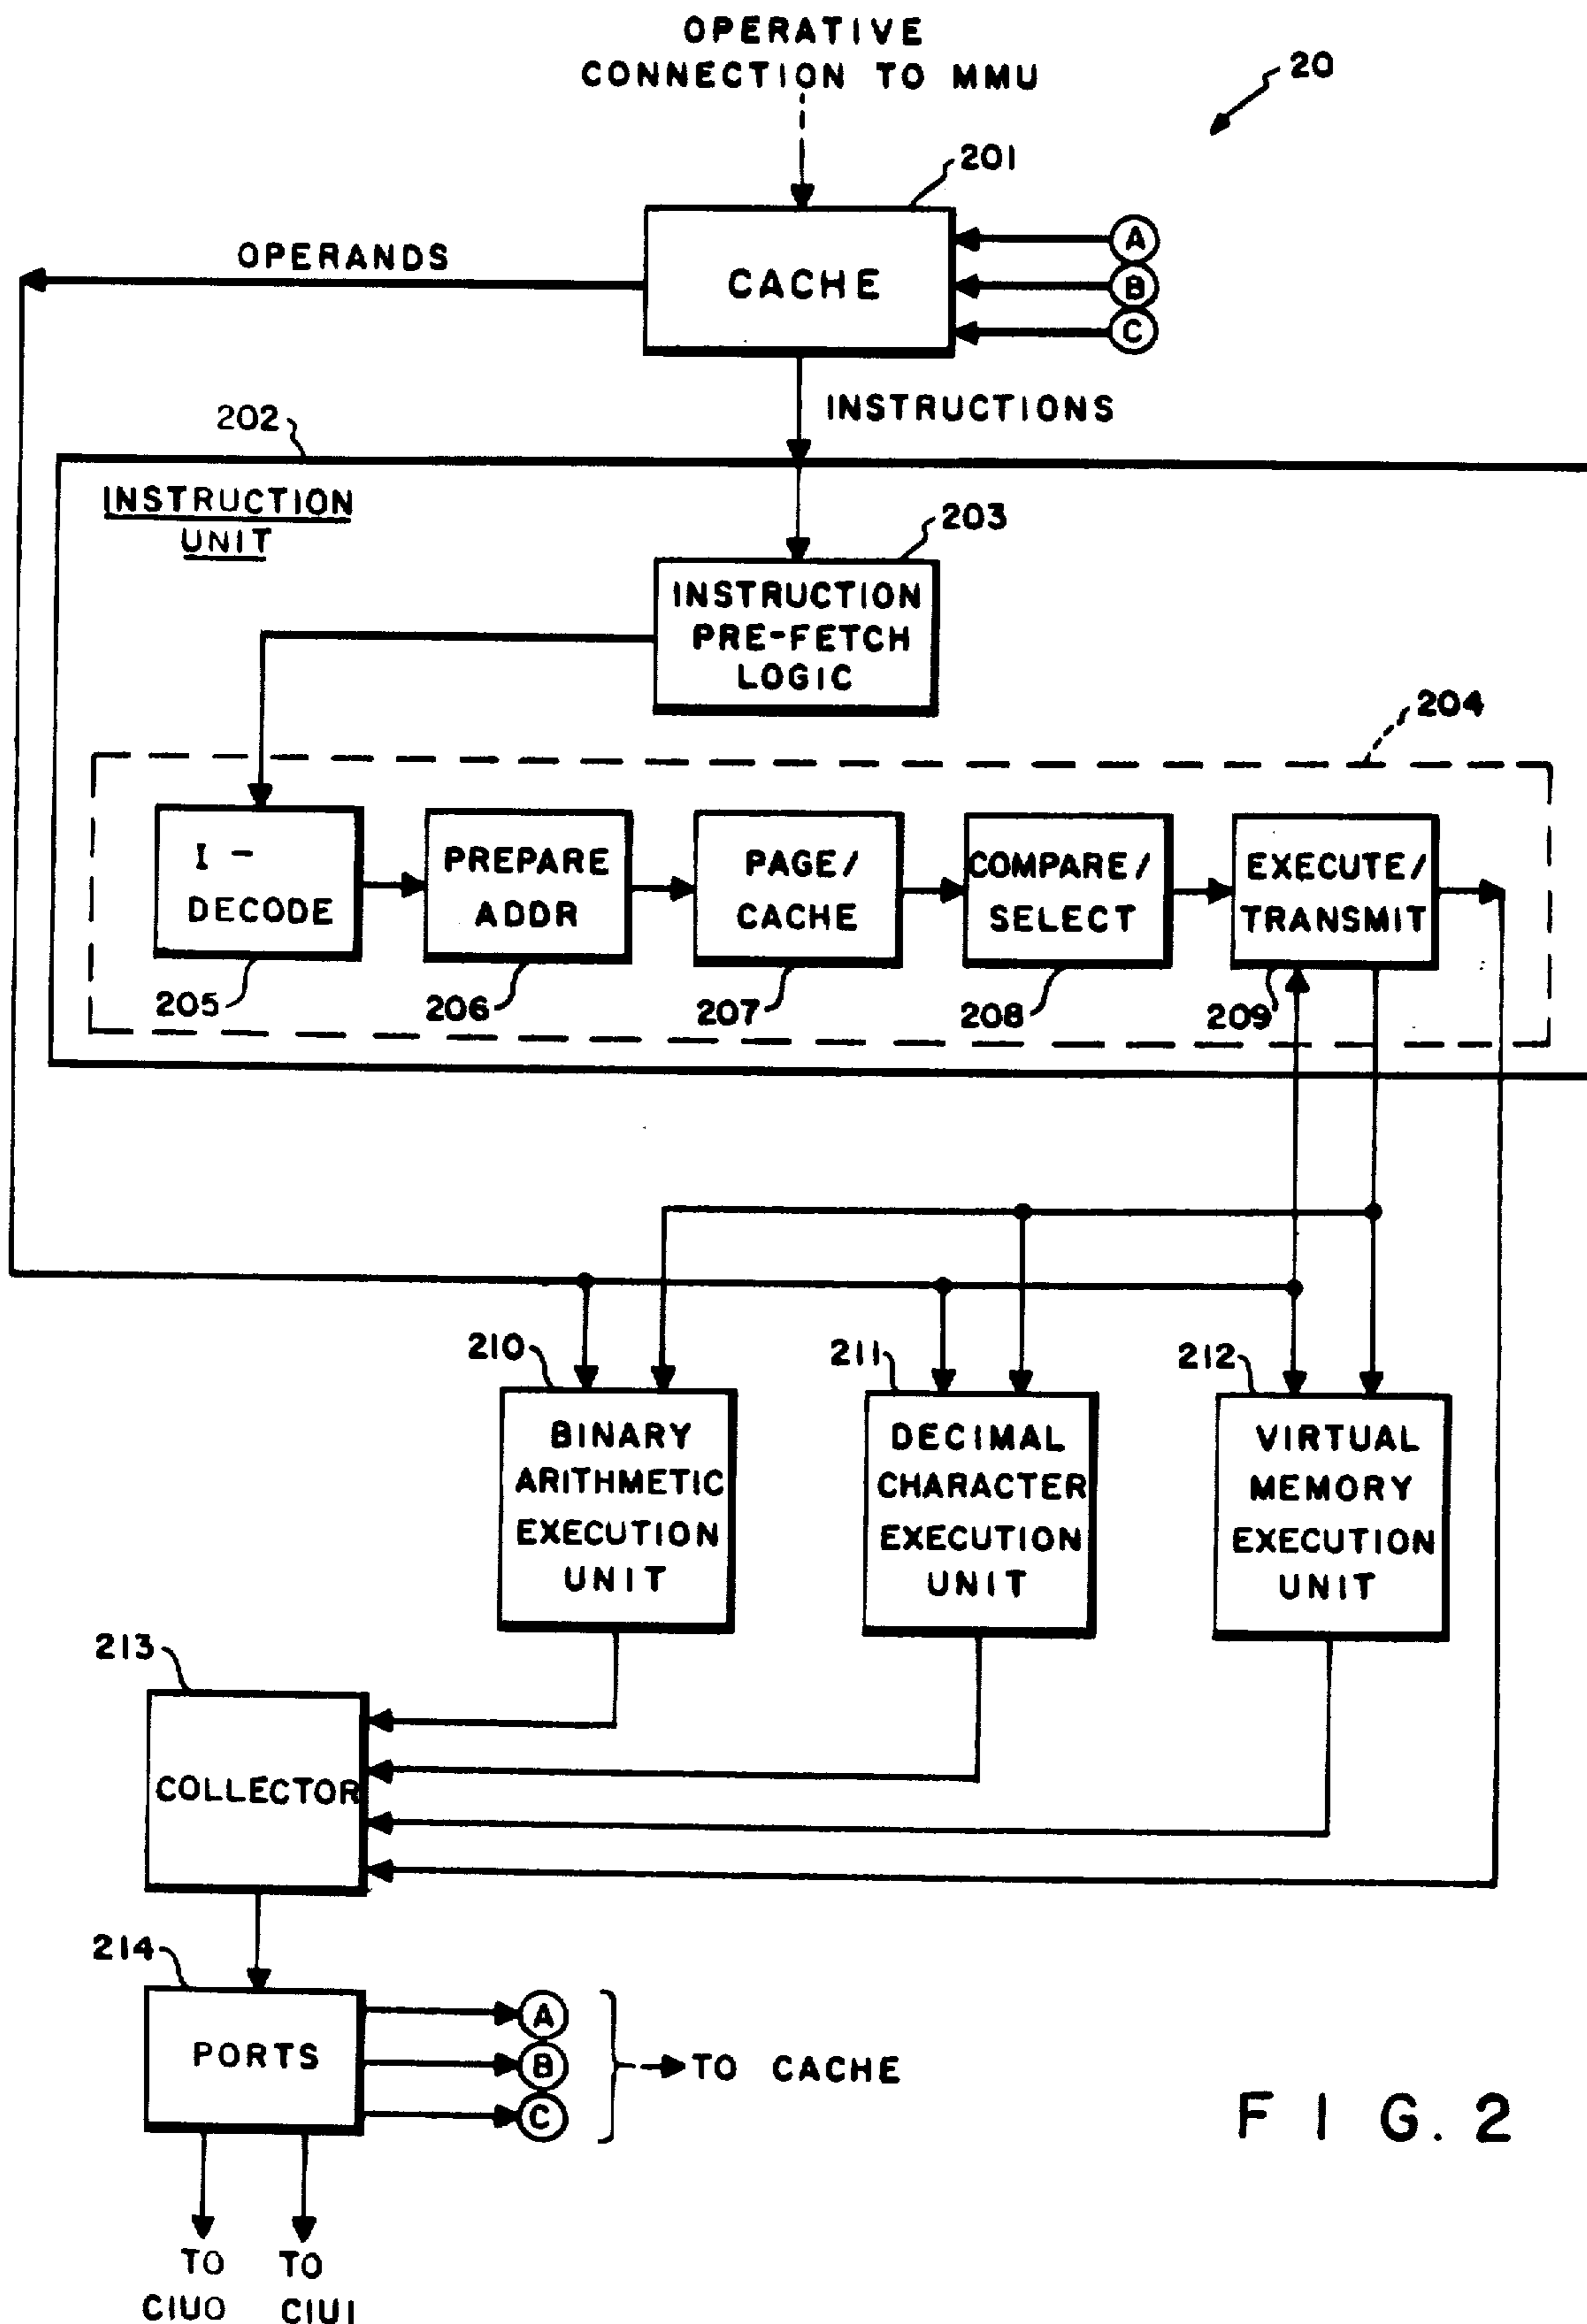 OPERATIVE
CONNECTION TO MMU
20
201
CACHE
A
B
C
OPERANDS
INSTRUCTIONS
202
INSTRUCTION
UNIT
203
INSTRUCTION
PRE-FETCH
LOGIC
204
I -
DECODE
PREPARE
ADDR
PAGE/
CACHE
COMPARE/
SELECT
EXECUTE/
TRANSMIT
205
206
207
208
209
210
211
212
BINARY
ARITHMETIC
EXECUTION
UNIT
DECIMAL
CHARACTER
EXECUTION
UNIT
VIRTUAL
MEMORY
EXECUTION
UNIT
213
COLLECTOR
214
PORTS
A
B
C
TO CACHE
TO
CIU0
TO
CIU1
FIG. 2